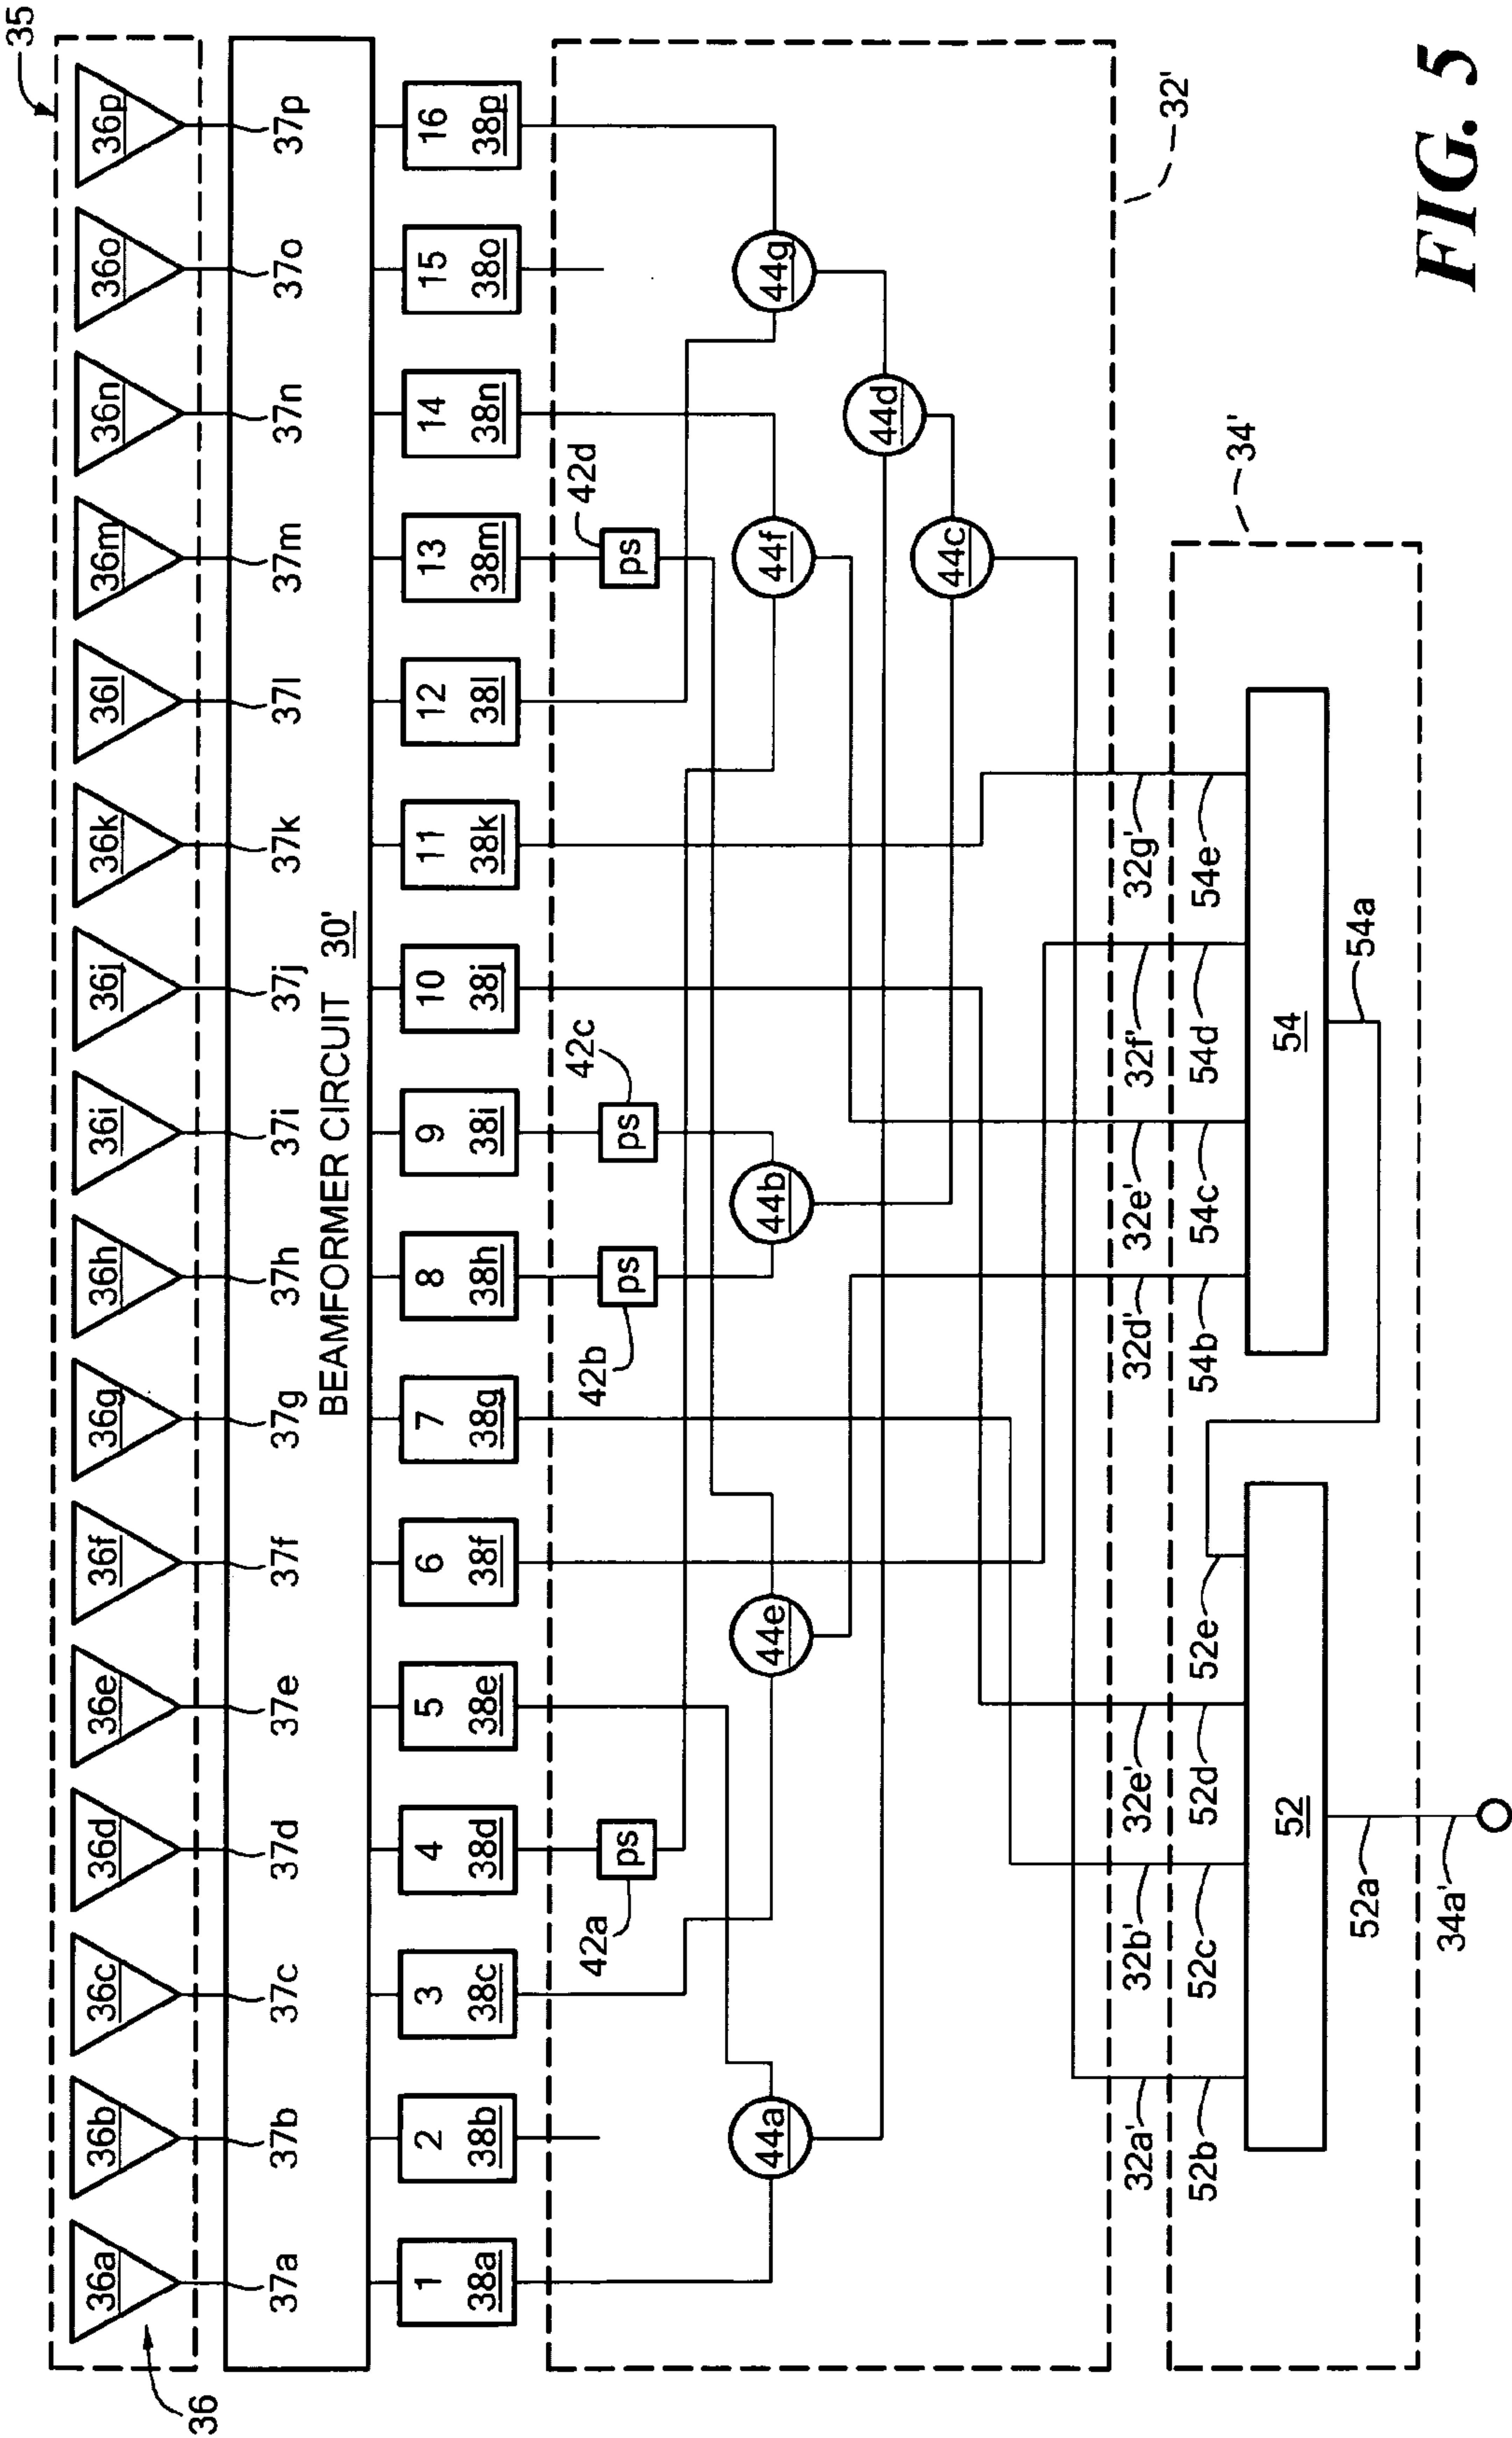 35
36a 36b 36c 36d 36e 36f 36g 36h 36i 36j 36k 36l 36m 36n 36o 36p
36
37a 37b 37c 37d 37e 37f 37g 37h 37i 37j 37k 37l 37m 37n 37o 37p
BEAMFORMER CIRCUIT 30'
1 2 3 4 5 6 7 8 9 10 11 12 13 14 15 16
38a 38b 38c 38d 38e 38f 38g 38h 38i 38j 38k 38l 38m 38n 38o 38p
42a 42b 42c 42d
ps ps ps ps
44a 44e 44b 44f 44g
44d
44c
32'
32a' 32b' 32e' 32d' 32e' 32f' 32g'
34'
52b 52c 52d 52e 54b 54c 54d 54e
52 54
52a 54a
34a'
FIG. 5